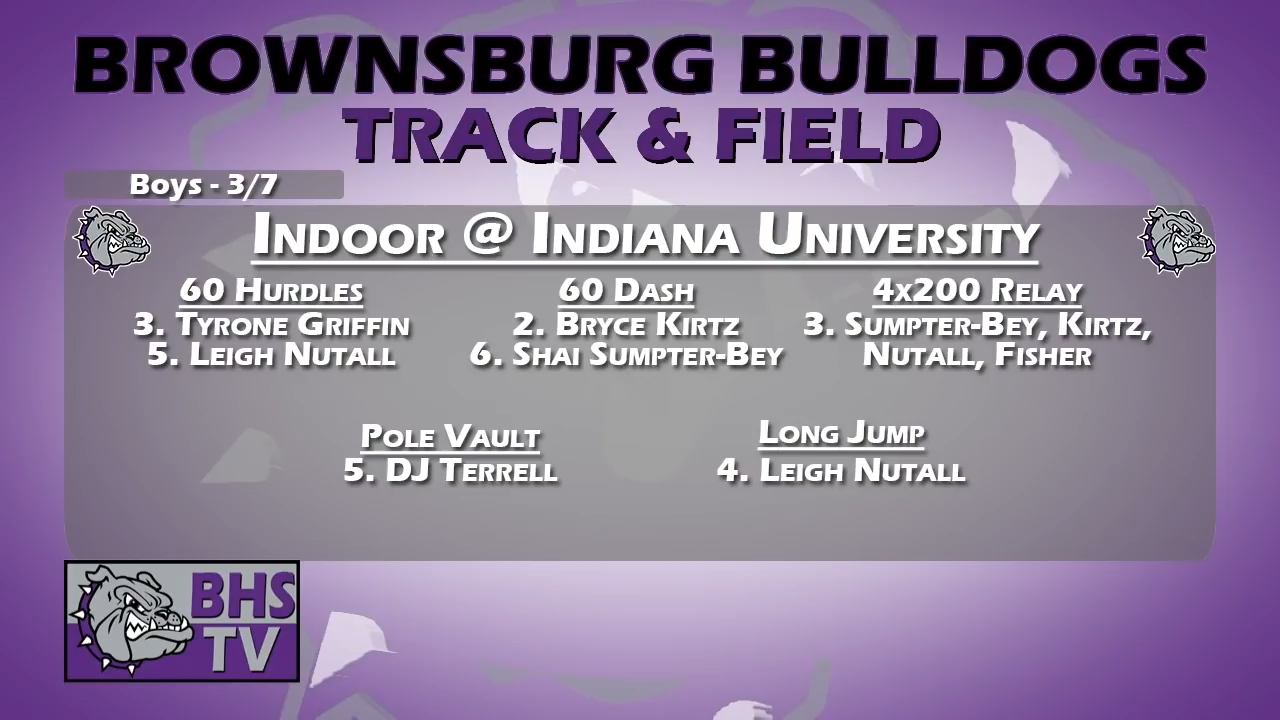 BROWNSBURG BULLDOGS
TRACK & FIELD
Boys - 3/7
INDOOR @ INDIANA UNIVERSITY
60 HURDLES
3. TYRONE GRIFFIN
5. LEIGH NUTALL
60 DASH
2. BRYCE KIRTZ
6. SHAI SUMPTER-BEY
4X200 RELAY
3. SUMPTER-BEY, KIRTZ,
NUTALL, FISHER
POLE VAULT
5. DJ TERRELL
LONG JUMP
4. LEIGH NUTALL
BHS
TV